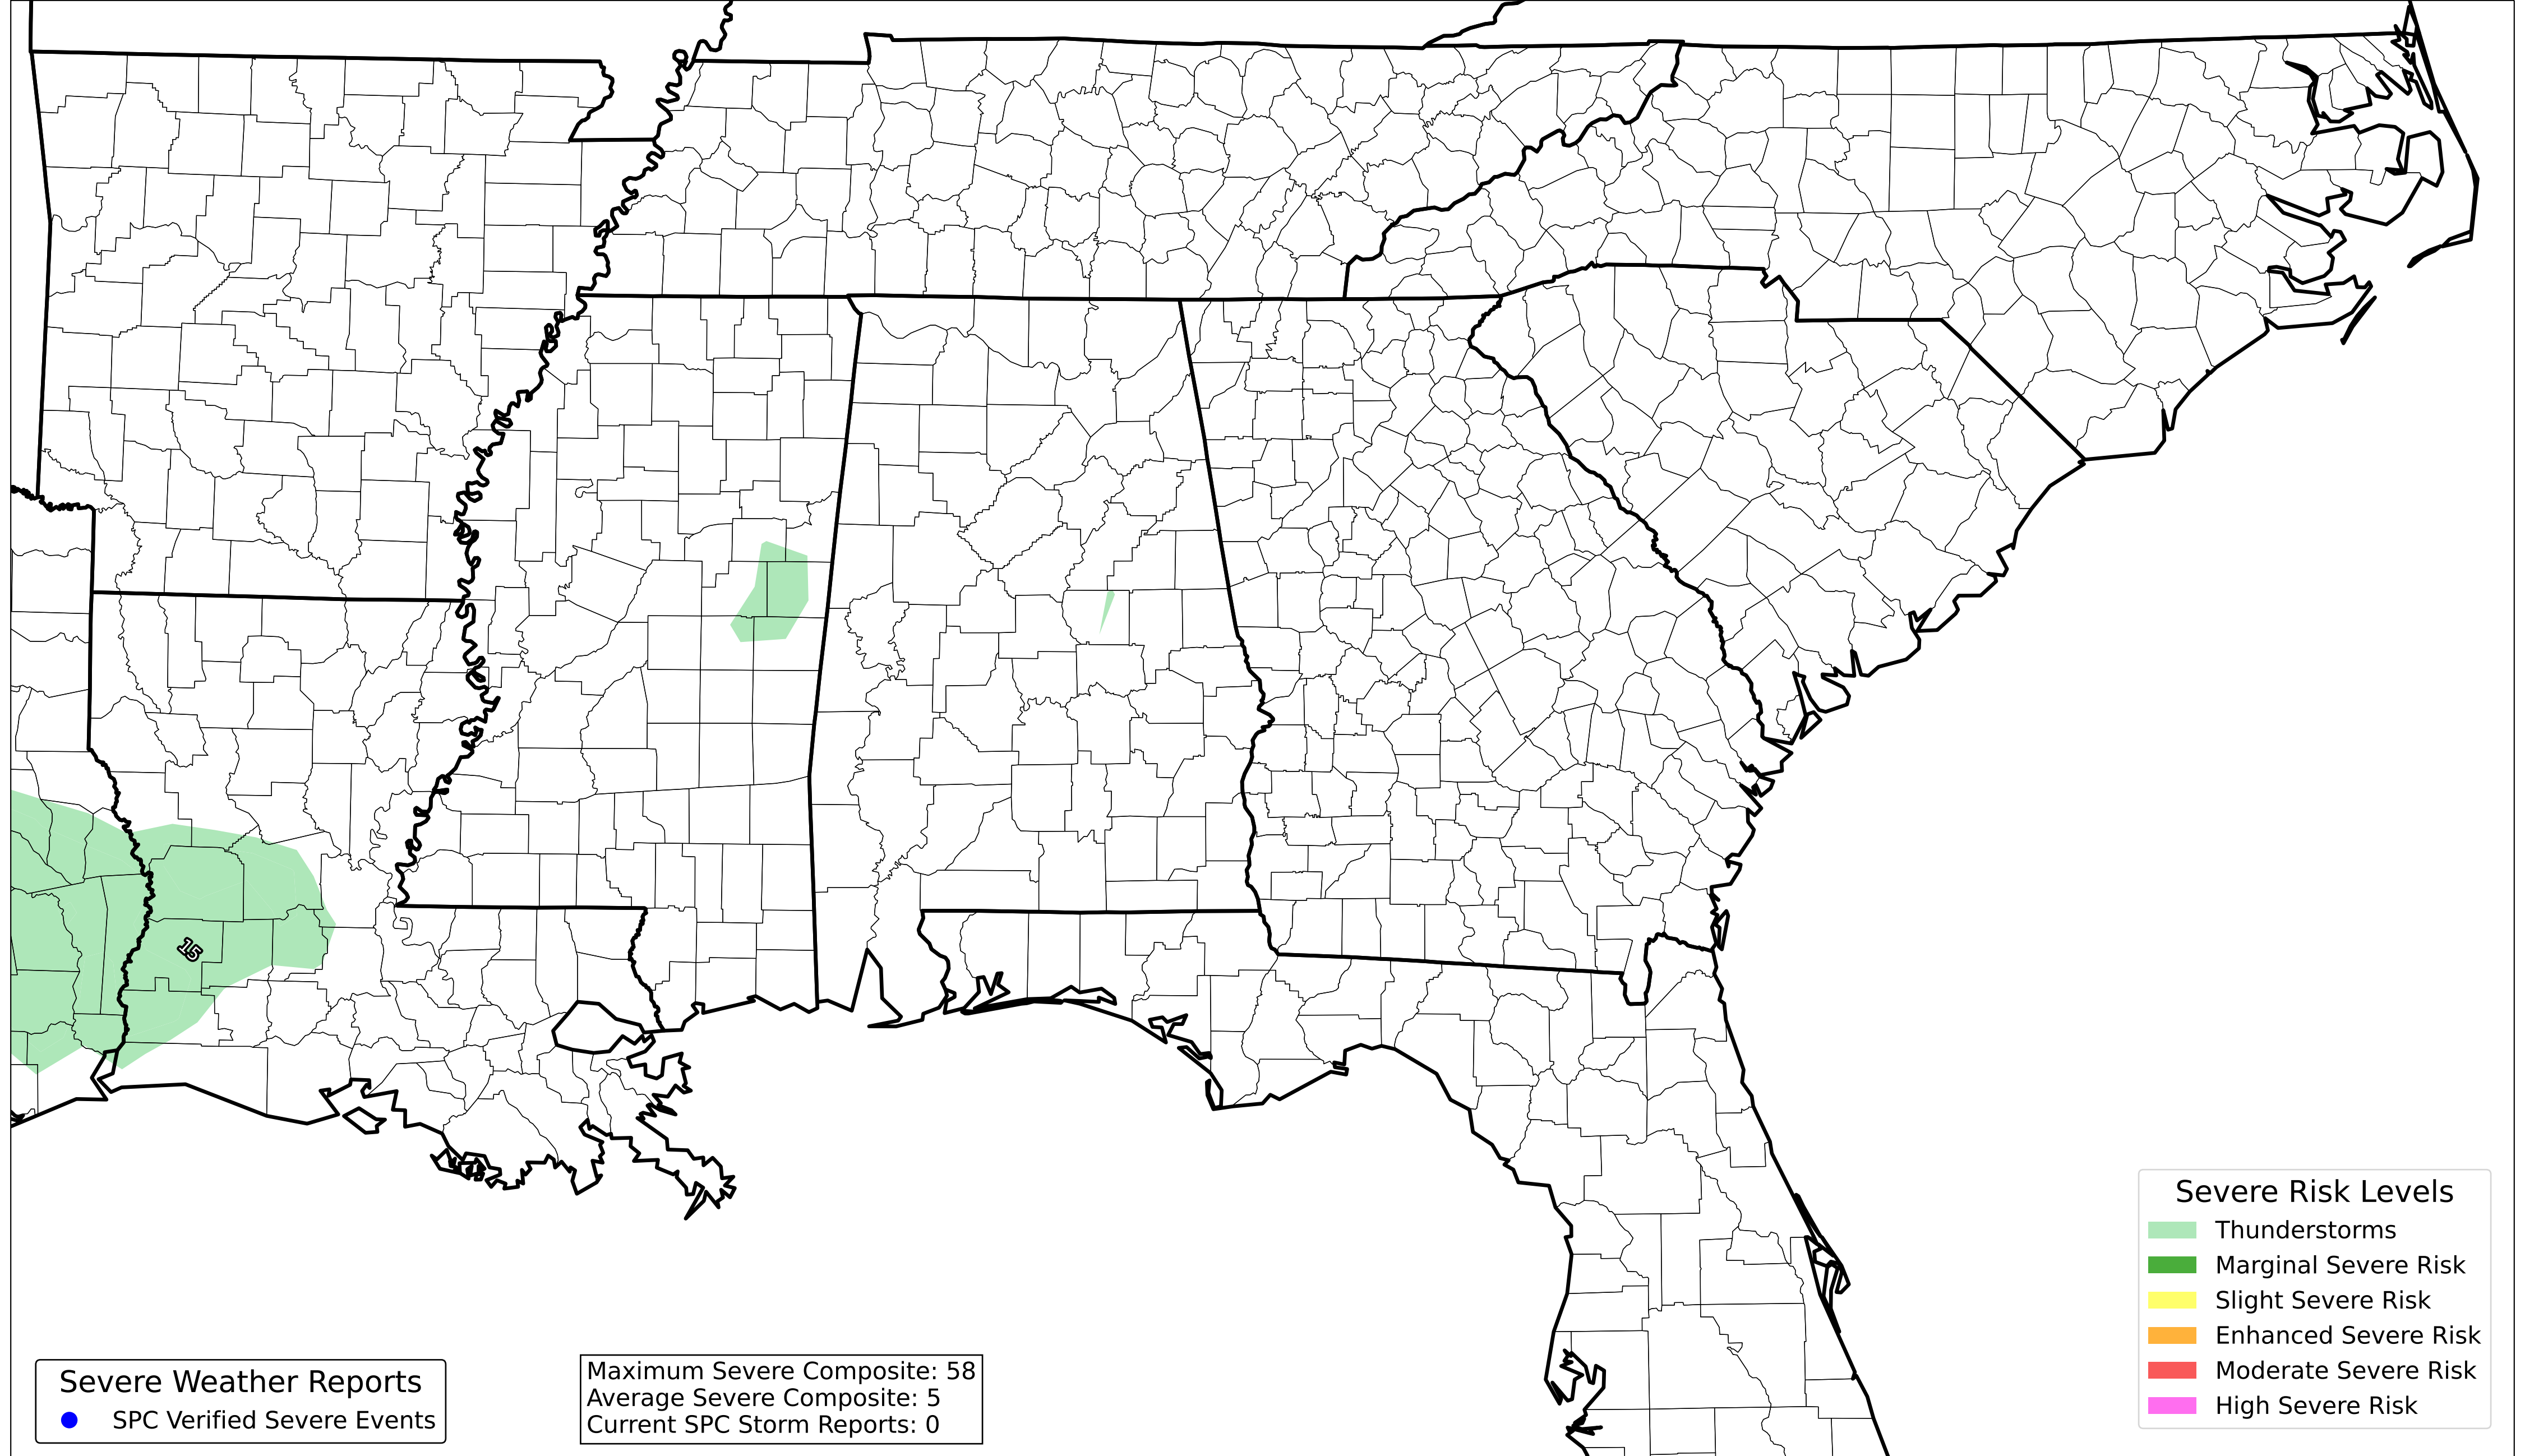 15
Severe Risk Levels
Thunderstorms
Marginal Severe Risk
Slight Severe Risk
Enhanced Severe Risk
Moderate Severe Risk
High Severe Risk
Severe Weather Reports
SPC Verified Severe Events
Maximum Severe Composite: 58
Average Severe Composite: 5
Current SPC Storm Reports: 0